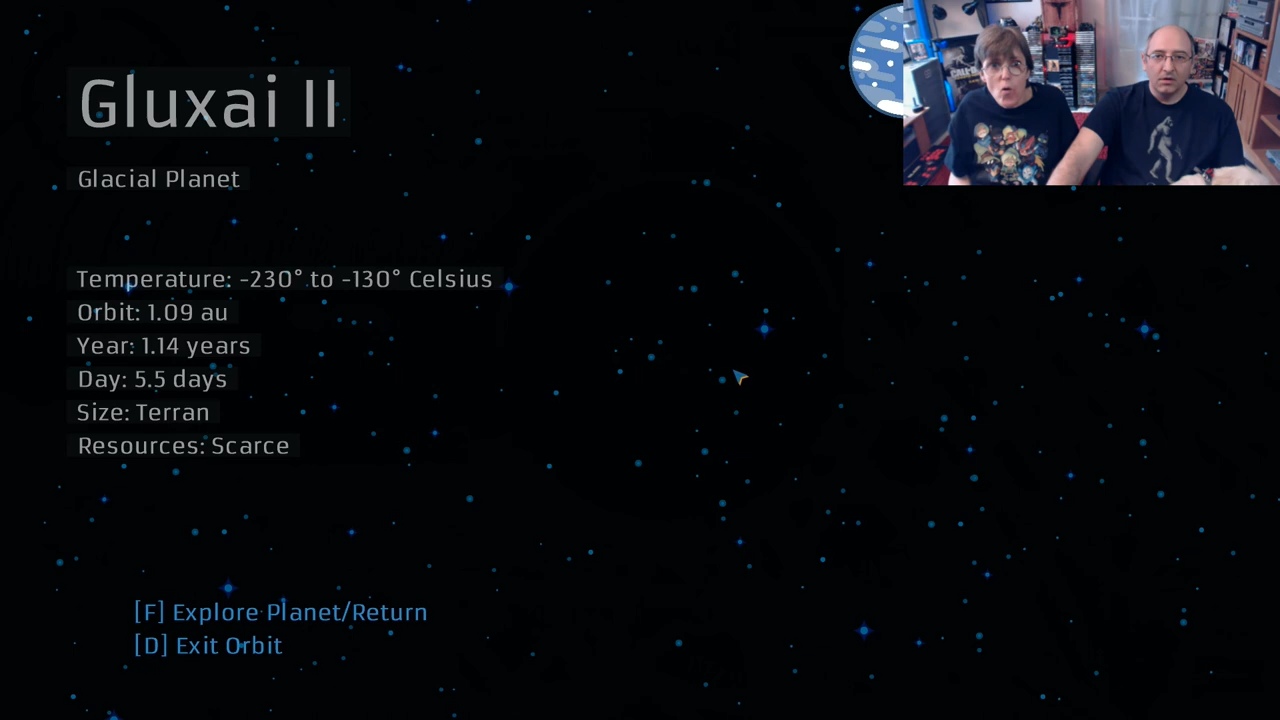 Gluxai II
Glacial Planet
Temperature: -230° to -130° Celsius
Orbit: 1.09 au
Year: 1.14 years
Day: 5.5 days
Size: Terran
Resources: Scarce
[F] Explore Planet/Return
[D] Exit Orbit